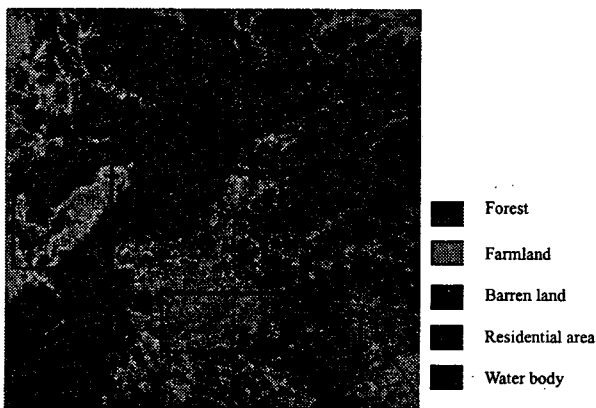 Forest
Farmland
Barren land
Residential area
Water body